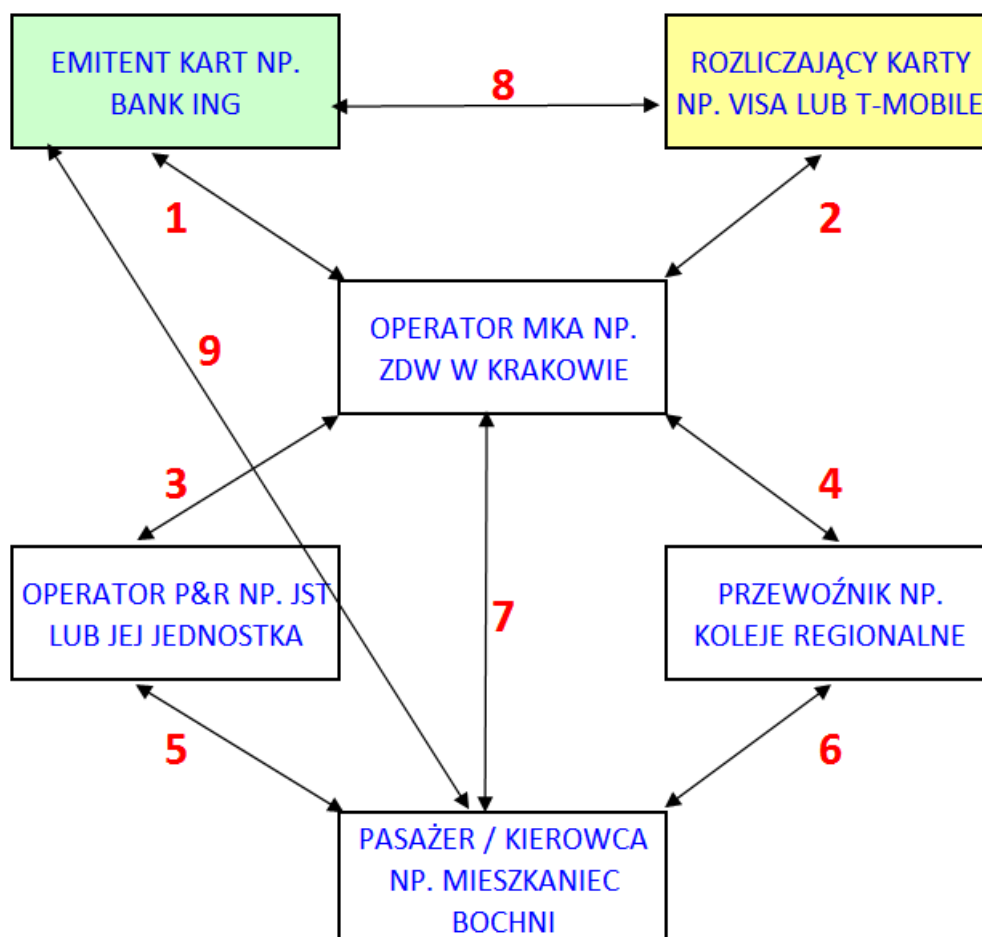 EMITENT KART NP.
BANK ING
8
ROZLICZAJĄCY KARTY
NP. VISA LUB T-MOBILE
1
2
OPERATOR MKA NP.
ZDW W KRAKOWIE
9
3
4
OPERATOR P&R NP. JST
LUB JEJ JEDNOSTKA
7
PRZEWOŹNIK NP.
KOLEJE REGIONALNE
5
6
PASAŻER / KIEROWCA
NP. MIESZKANIEC
BOCHNI